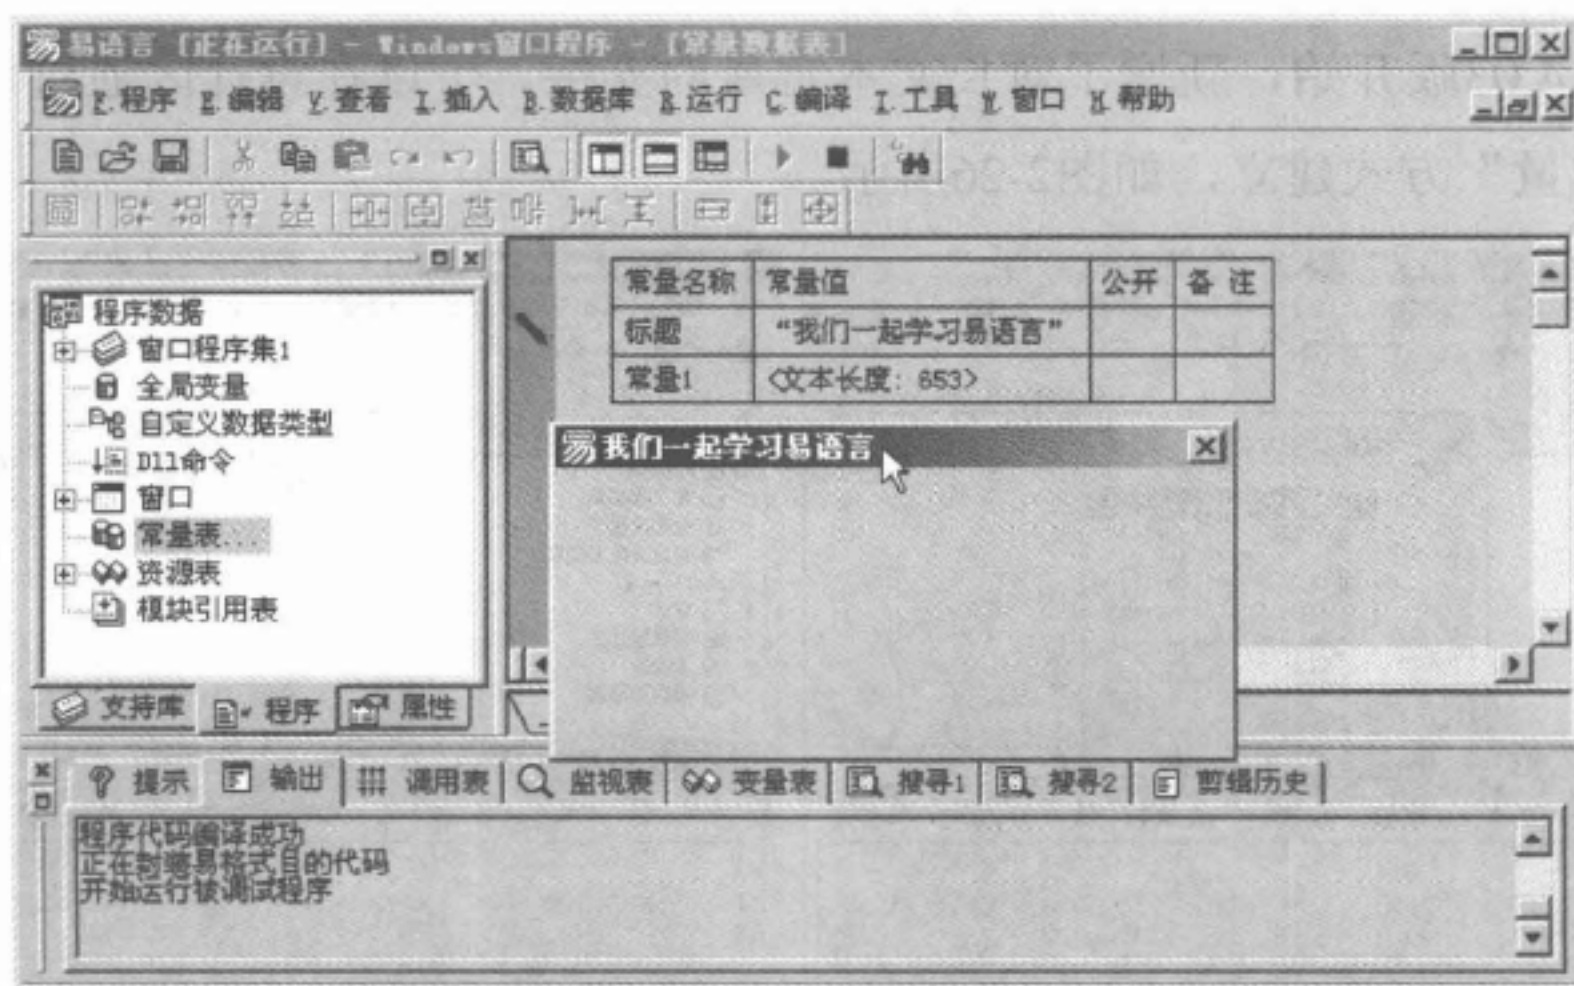 易语言 [正在运行] - Windows窗口程序 - [常量数据表]
F.程序 E.编辑 V.查看 I.插入 B.数据库 R.运行 C.编译 T.工具 W.窗口 H.帮助
程序数据
窗口程序集1
全局变量
自定义数据类型
Dll命令
窗口
常量表...
资源表
模块引用表
支持库 程序 属性
常量名称 常量值 公开 备 注
标题 “我们一起学习易语言”
常量1 <文本长度: 653>
我们一起学习易语言
提示 输出 调用表 监视表 变量表 搜寻1 搜寻2 剪辑历史
程序代码编译成功
正在封装易格式目的代码
开始运行被调试程序